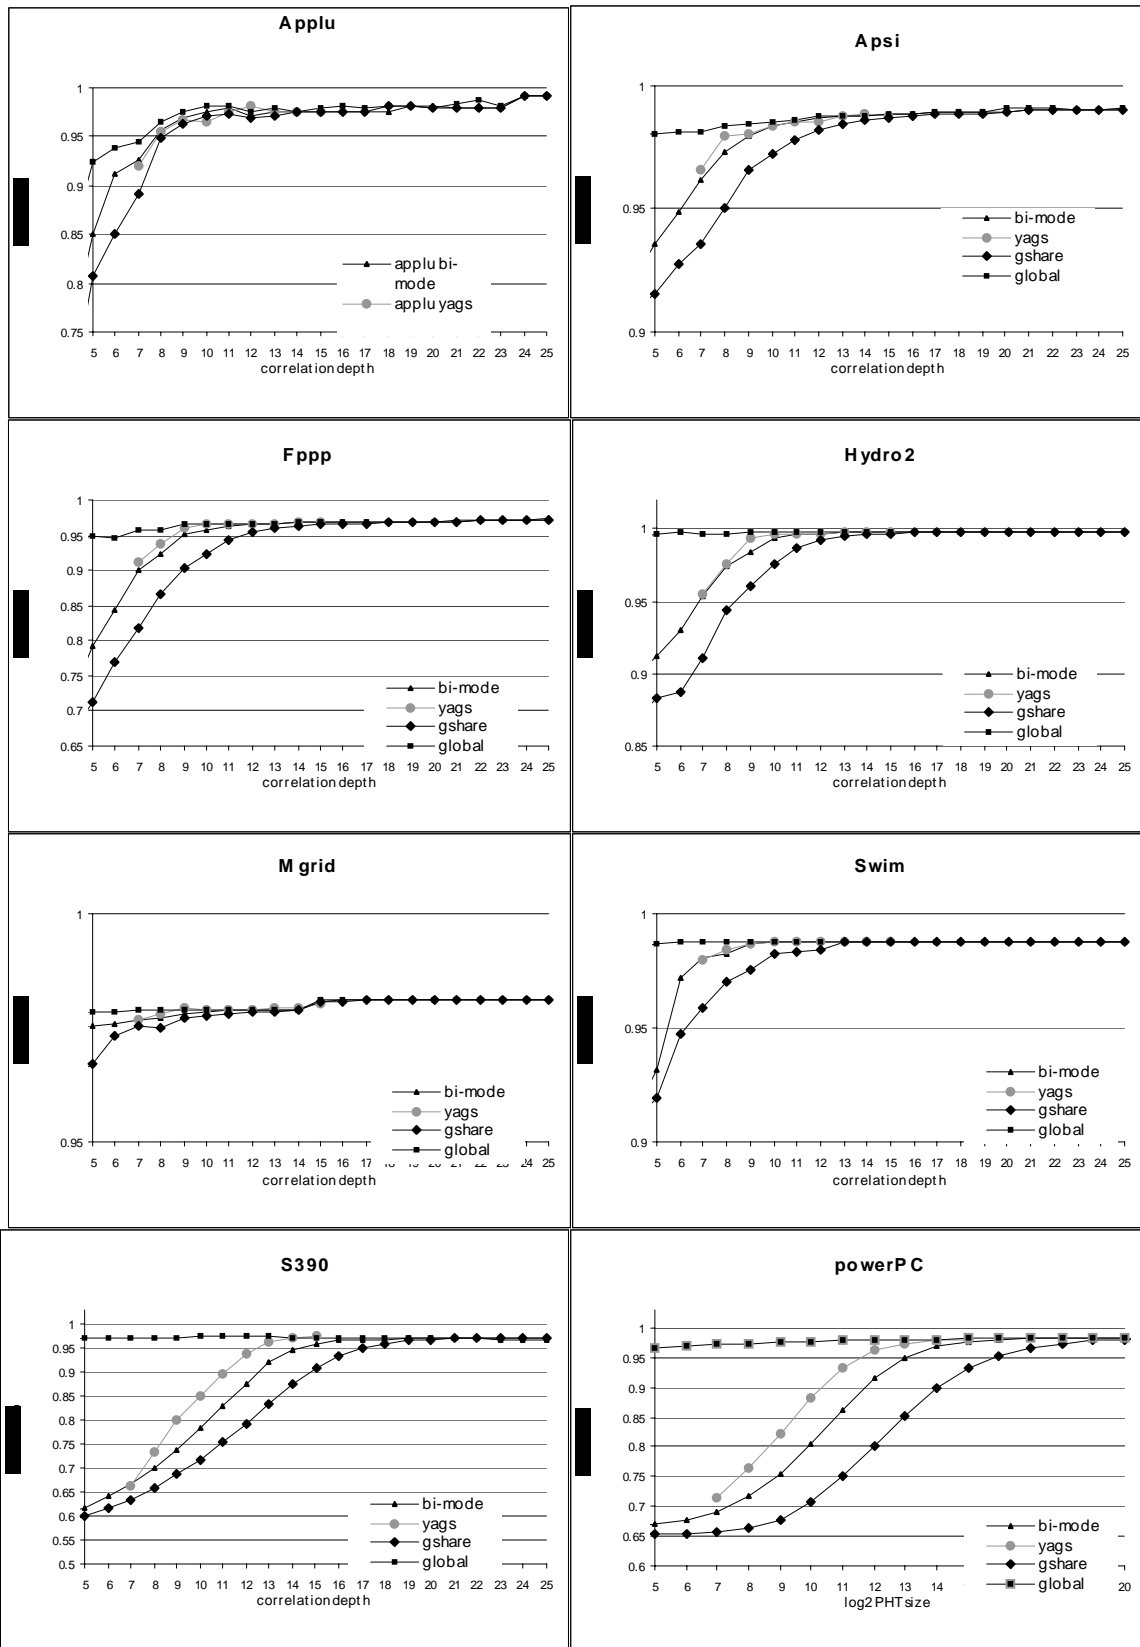 Applu
1
0.95
0.9
0.85
0.8
0.75
applu bi-
mode
applu yags
5 6 7 8 9 10 11 12 13 14 15 16 17 18 19 20 21 22 23 24 25
correlation depth
Apsi
1
0.95
0.9
bi-mode
yags
gshare
global
5 6 7 8 9 10 11 12 13 14 15 16 17 18 19 20 21 22 23 24 25
correlation depth
Fppp
1
0.95
0.9
0.85
0.8
0.75
0.7
0.65
bi-mode
yags
gshare
global
5 6 7 8 9 10 11 12 13 14 15 16 17 18 19 20 21 22 23 24 25
correlation depth
Hydro2
1
0.95
0.9
0.85
bi-mode
yags
gshare
global
5 6 7 8 9 10 11 12 13 14 15 16 17 18 19 20 21 22 23 24 25
correlation depth
Mgrid
1
0.95
bi-mode
yags
gshare
global
5 6 7 8 9 10 11 12 13 14 15 16 17 25
correlation depth
Swim
1
0.95
0.9
bi-mode
yags
gshare
global
5 6 7 8 9 10 11 12 13 14 15 16 17 18 19 20 21 22 23 24 25
correlation depth
S390
1
0.95
0.9
0.85
0.8
0.75
0.7
0.65
0.6
0.55
0.5
bi-mode
yags
gshare
global
5 6 7 8 9 10 11 12 13 14 15 16 17 18 19 20 21 22 23 24 25
correlation depth
powerPC
1
0.95
0.9
0.85
0.8
0.75
0.7
0.65
0.6
bi-mode
yags
gshare
global
5 6 7 8 9 10 11 12 13 14 20
log2 PHT size